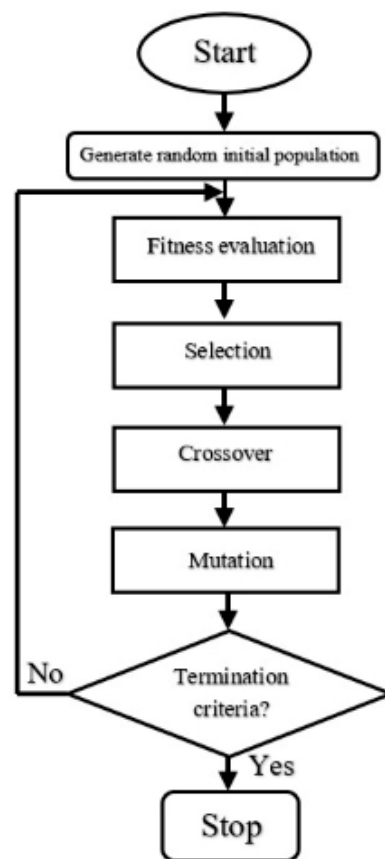 Start
Generate random initial population
Fitness evaluation
Selection
Crossover
Mutation
Termination
criteria?
No
Yes
Stop